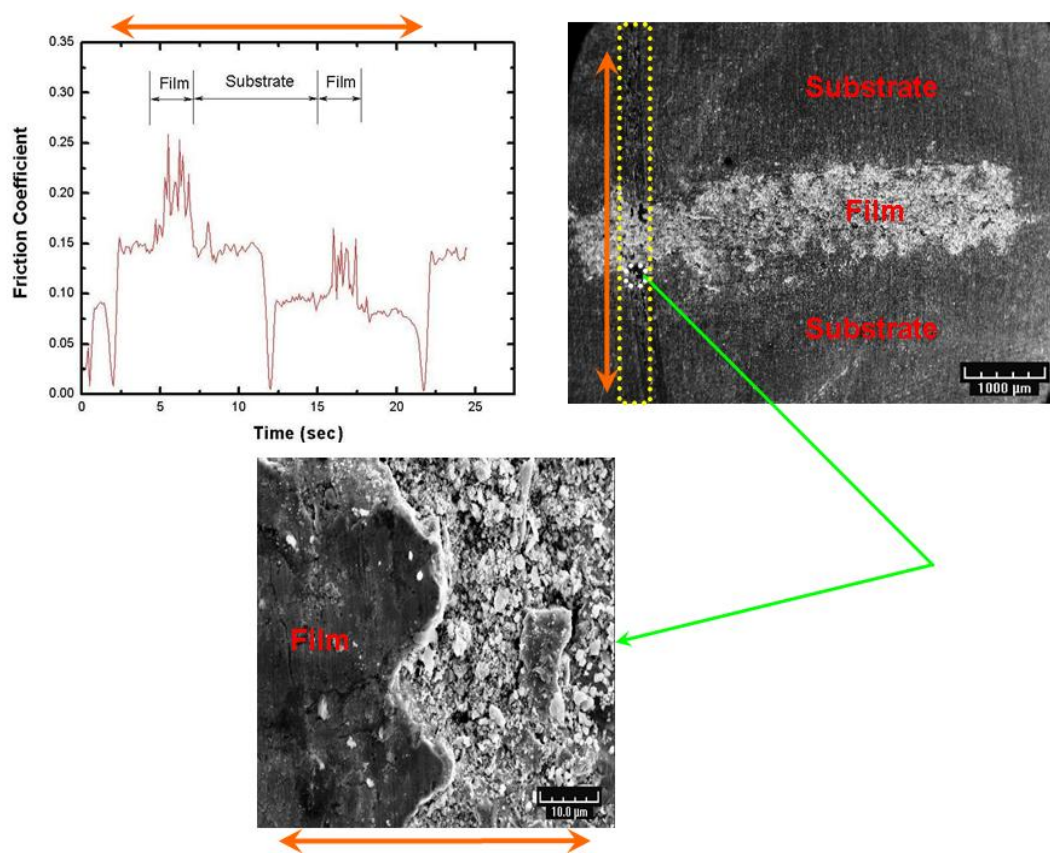 0.35
0.30
0.25
0.20
0.15
0.10
0.05
0.00
Friction Coefficient
Film
Substrate
Film
0
5
10
15
20
25
Time (sec)
Substrate
Film
Substrate
1000 µm
Film
10.0 µm